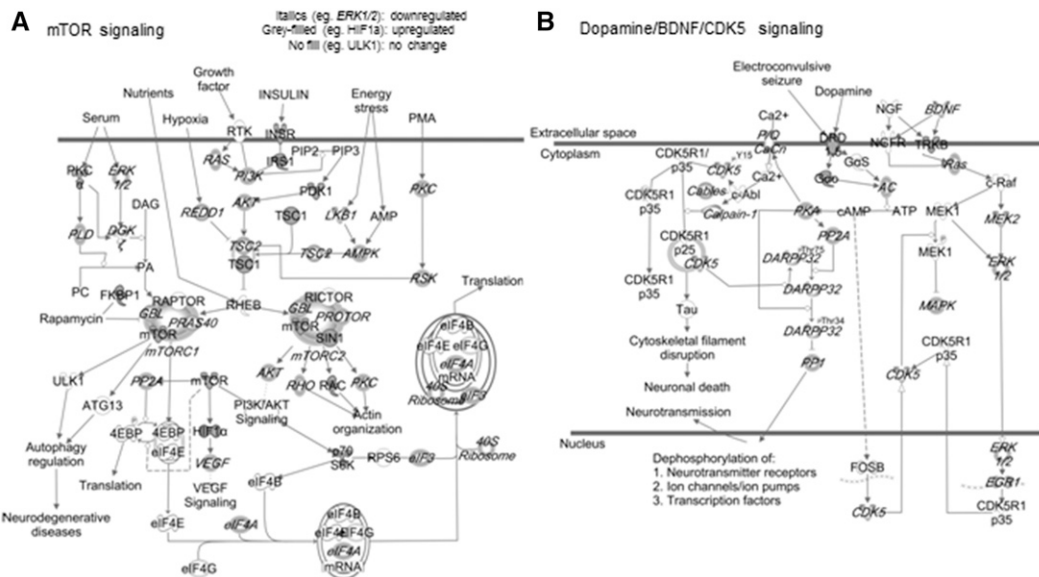 A
mTOR signaling
Italics (eg. ERK1/2): downregulated
Grey-filled (eg. HIF1a): upregulated
No fill (eg. ULK1): no change
Growth
factor
Nutrients
INSULIN
Energy
stress
Serum
Hypoxia
PMA
RTK
INSR
RAS
PI3K
IRS1
PIP2
PIP3
PKC
α
ERK
1/2
PDK1
PKC
DAG
REDD1
AKT
TSC1
LKB1
AMP
PLD
DGK
ζ
TSC2
TSC1
TSC2
AMPK
PA
RSK
PC
FKBP1
RAPTOR
RHEB
RICTOR
Translation
Rapamycin
GBL
PRAS40
mTOR
GBL
PROTOR
mTOR
SIN1
eIF4B
eIF4E
eIF4G
eIF4A
mRNA
40S
Ribosome
eIF3
mTORC1
mTORC2
ULK1
PP2A
mTOR
AKT
RHO
RAC
PKC
ATG13
PI3K/AKT
Signaling
Actin
organization
4EBP
4EBP
eIF4E
HIF1α
Autophagy
regulation
p70
S6K
RPS6
eIF3
40S
Ribosome
VEGF
Translation
VEGF
Signaling
eIF4B
Neurodegenerative
diseases
eIF4E
eIF4A
eIF4B
eIF4G
eIF4A
mRNA
eIF4G
B
Dopamine/BDNF/CDK5 signaling
Electroconvulsive
seizure
Dopamine
Ca2+
NGF
BDNF
Extracellular space
P/Q
CaCn
DRD
NGFR
TRKB
Cytoplasm
CDK5R1/
p35
Y15
CDK5
Ca2+
GαS
Ras
CDK5R1
p35
Cables
c-Abl
Gαo
AC
c-Raf
Calpain-1
PKA
cAMP
ATP
MEK1
MEK2
CDK5R1
p25
CDK5
PP2A
Thr75
DARPP32
MEK1
ERK
1/2
CDK5R1
p35
DARPP32
MAPK
Tau
Thr34
DARPP32
Cytoskeletal filament
disruption
PP1
CDK5R1
p35
CDK5
Neuronal death
Neurotransmission
Nucleus
Dephosphorylation of:
1. Neurotransmitter receptors
2. Ion channels/ion pumps
3. Transcription factors
FOSB
ERK
1/2
EGR1
CDK5
CDK5R1
p35